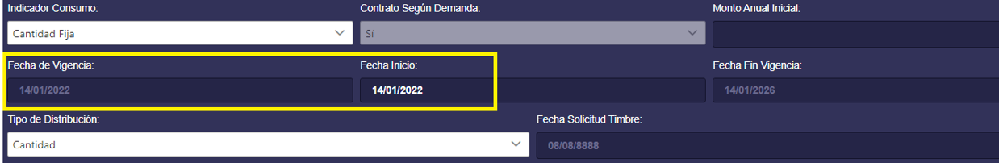 Indicador Consumo: Contrato Según Demanda: Monto Anual Inicial:
Cantidad Fija Sí
Fecha de Vigencia: Fecha Inicio: Fecha Fin Vigencia:
14/01/2022 14/01/2022 14/01/2026
Tipo de Distribución: Fecha Solicitud Timbre:
Cantidad 08/08/8888